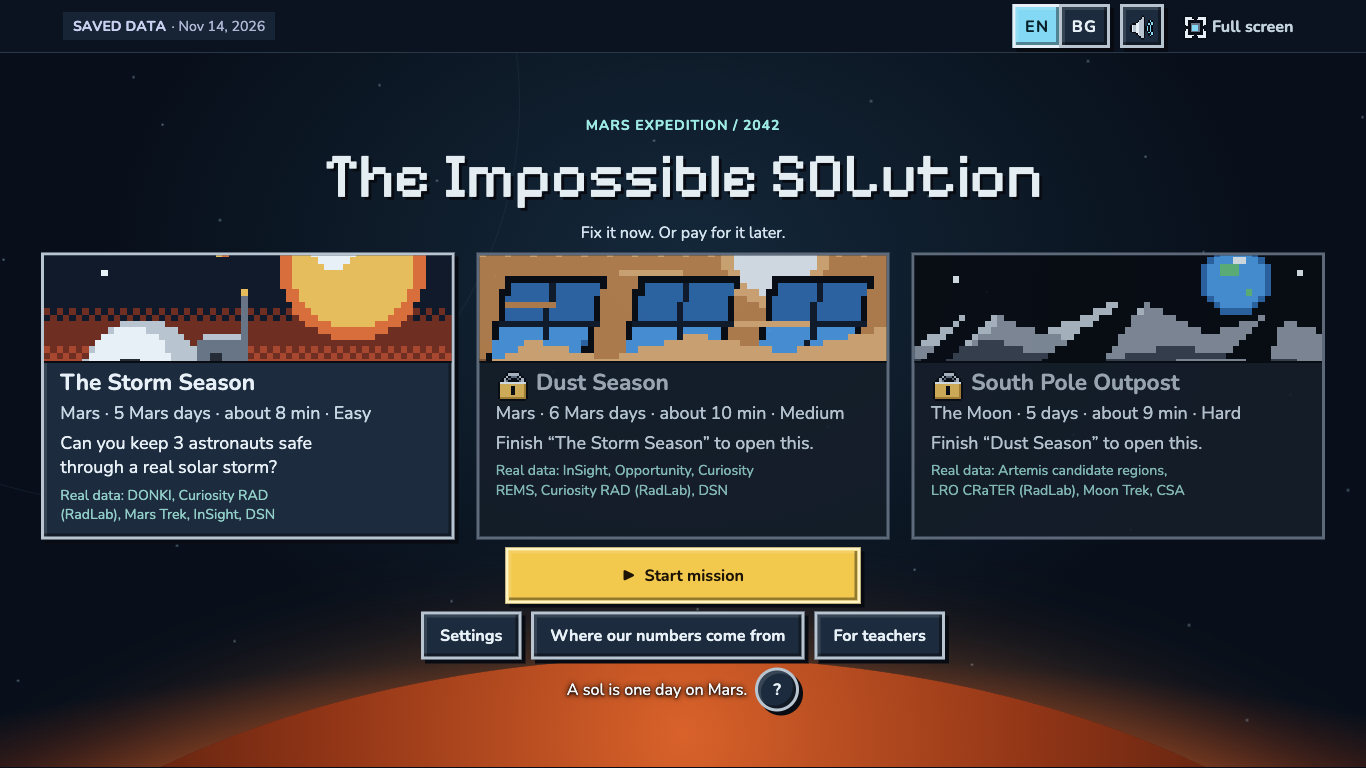 SAVED DATA · Nov 14, 2026
EN
BG
Full screen
MARS EXPEDITION / 2042
The Impossible SOLution
Fix it now. Or pay for it later.
The Storm Season
Mars · 5 Mars days · about 8 min · Easy
Can you keep 3 astronauts safe
through a real solar storm?
Real data: DONKI, Curiosity RAD
(RadLab), Mars Trek, InSight, DSN
Dust Season
Mars · 6 Mars days · about 10 min · Medium
Finish “The Storm Season” to open this.
Real data: InSight, Opportunity, Curiosity
REMS, Curiosity RAD (RadLab), DSN
South Pole Outpost
The Moon · 5 days · about 9 min · Hard
Finish “Dust Season” to open this.
Real data: Artemis candidate regions,
LRO CRaTER (RadLab), Moon Trek, CSA
► Start mission
Settings
Where our numbers come from
For teachers
A sol is one day on Mars.
?